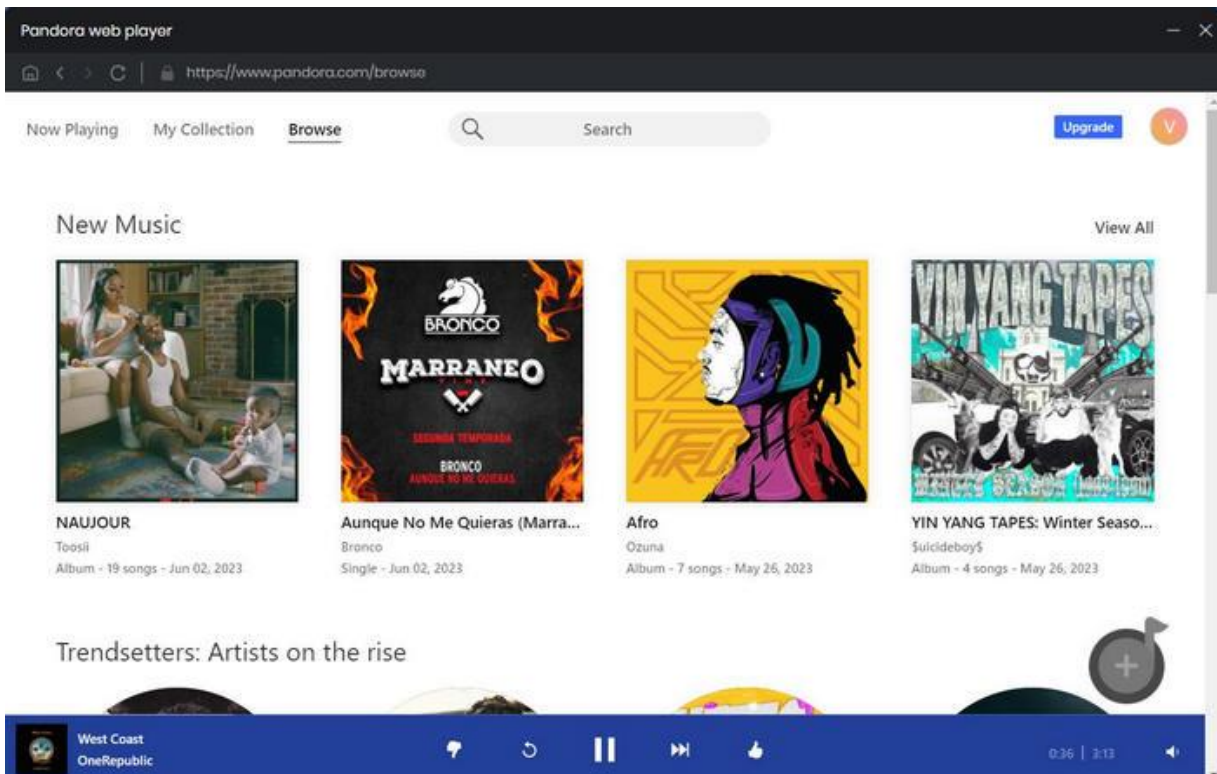 Pandora web player
https://www.pandora.com/browse
Now Playing My Collection Browse Search Upgrade V
New Music View All
BRONCO
MARRANEO
SEGUNDA TEMPORADA
BRONCO
AUNQUE NO ME QUIERAS
YIN YANG TAPES
NAUJOUR
Toosii
Album - 19 songs - Jun 02, 2023
Aunque No Me Quieras (Marra...
Bronco
Single - Jun 02, 2023
Afro
Ozuna
Album - 7 songs - May 26, 2023
YIN YANG TAPES: Winter Seaso...
$uicideboy$
Album - 4 songs - May 26, 2023
Trendsetters: Artists on the rise
West Coast
OneRepublic
0:36 | 3:13